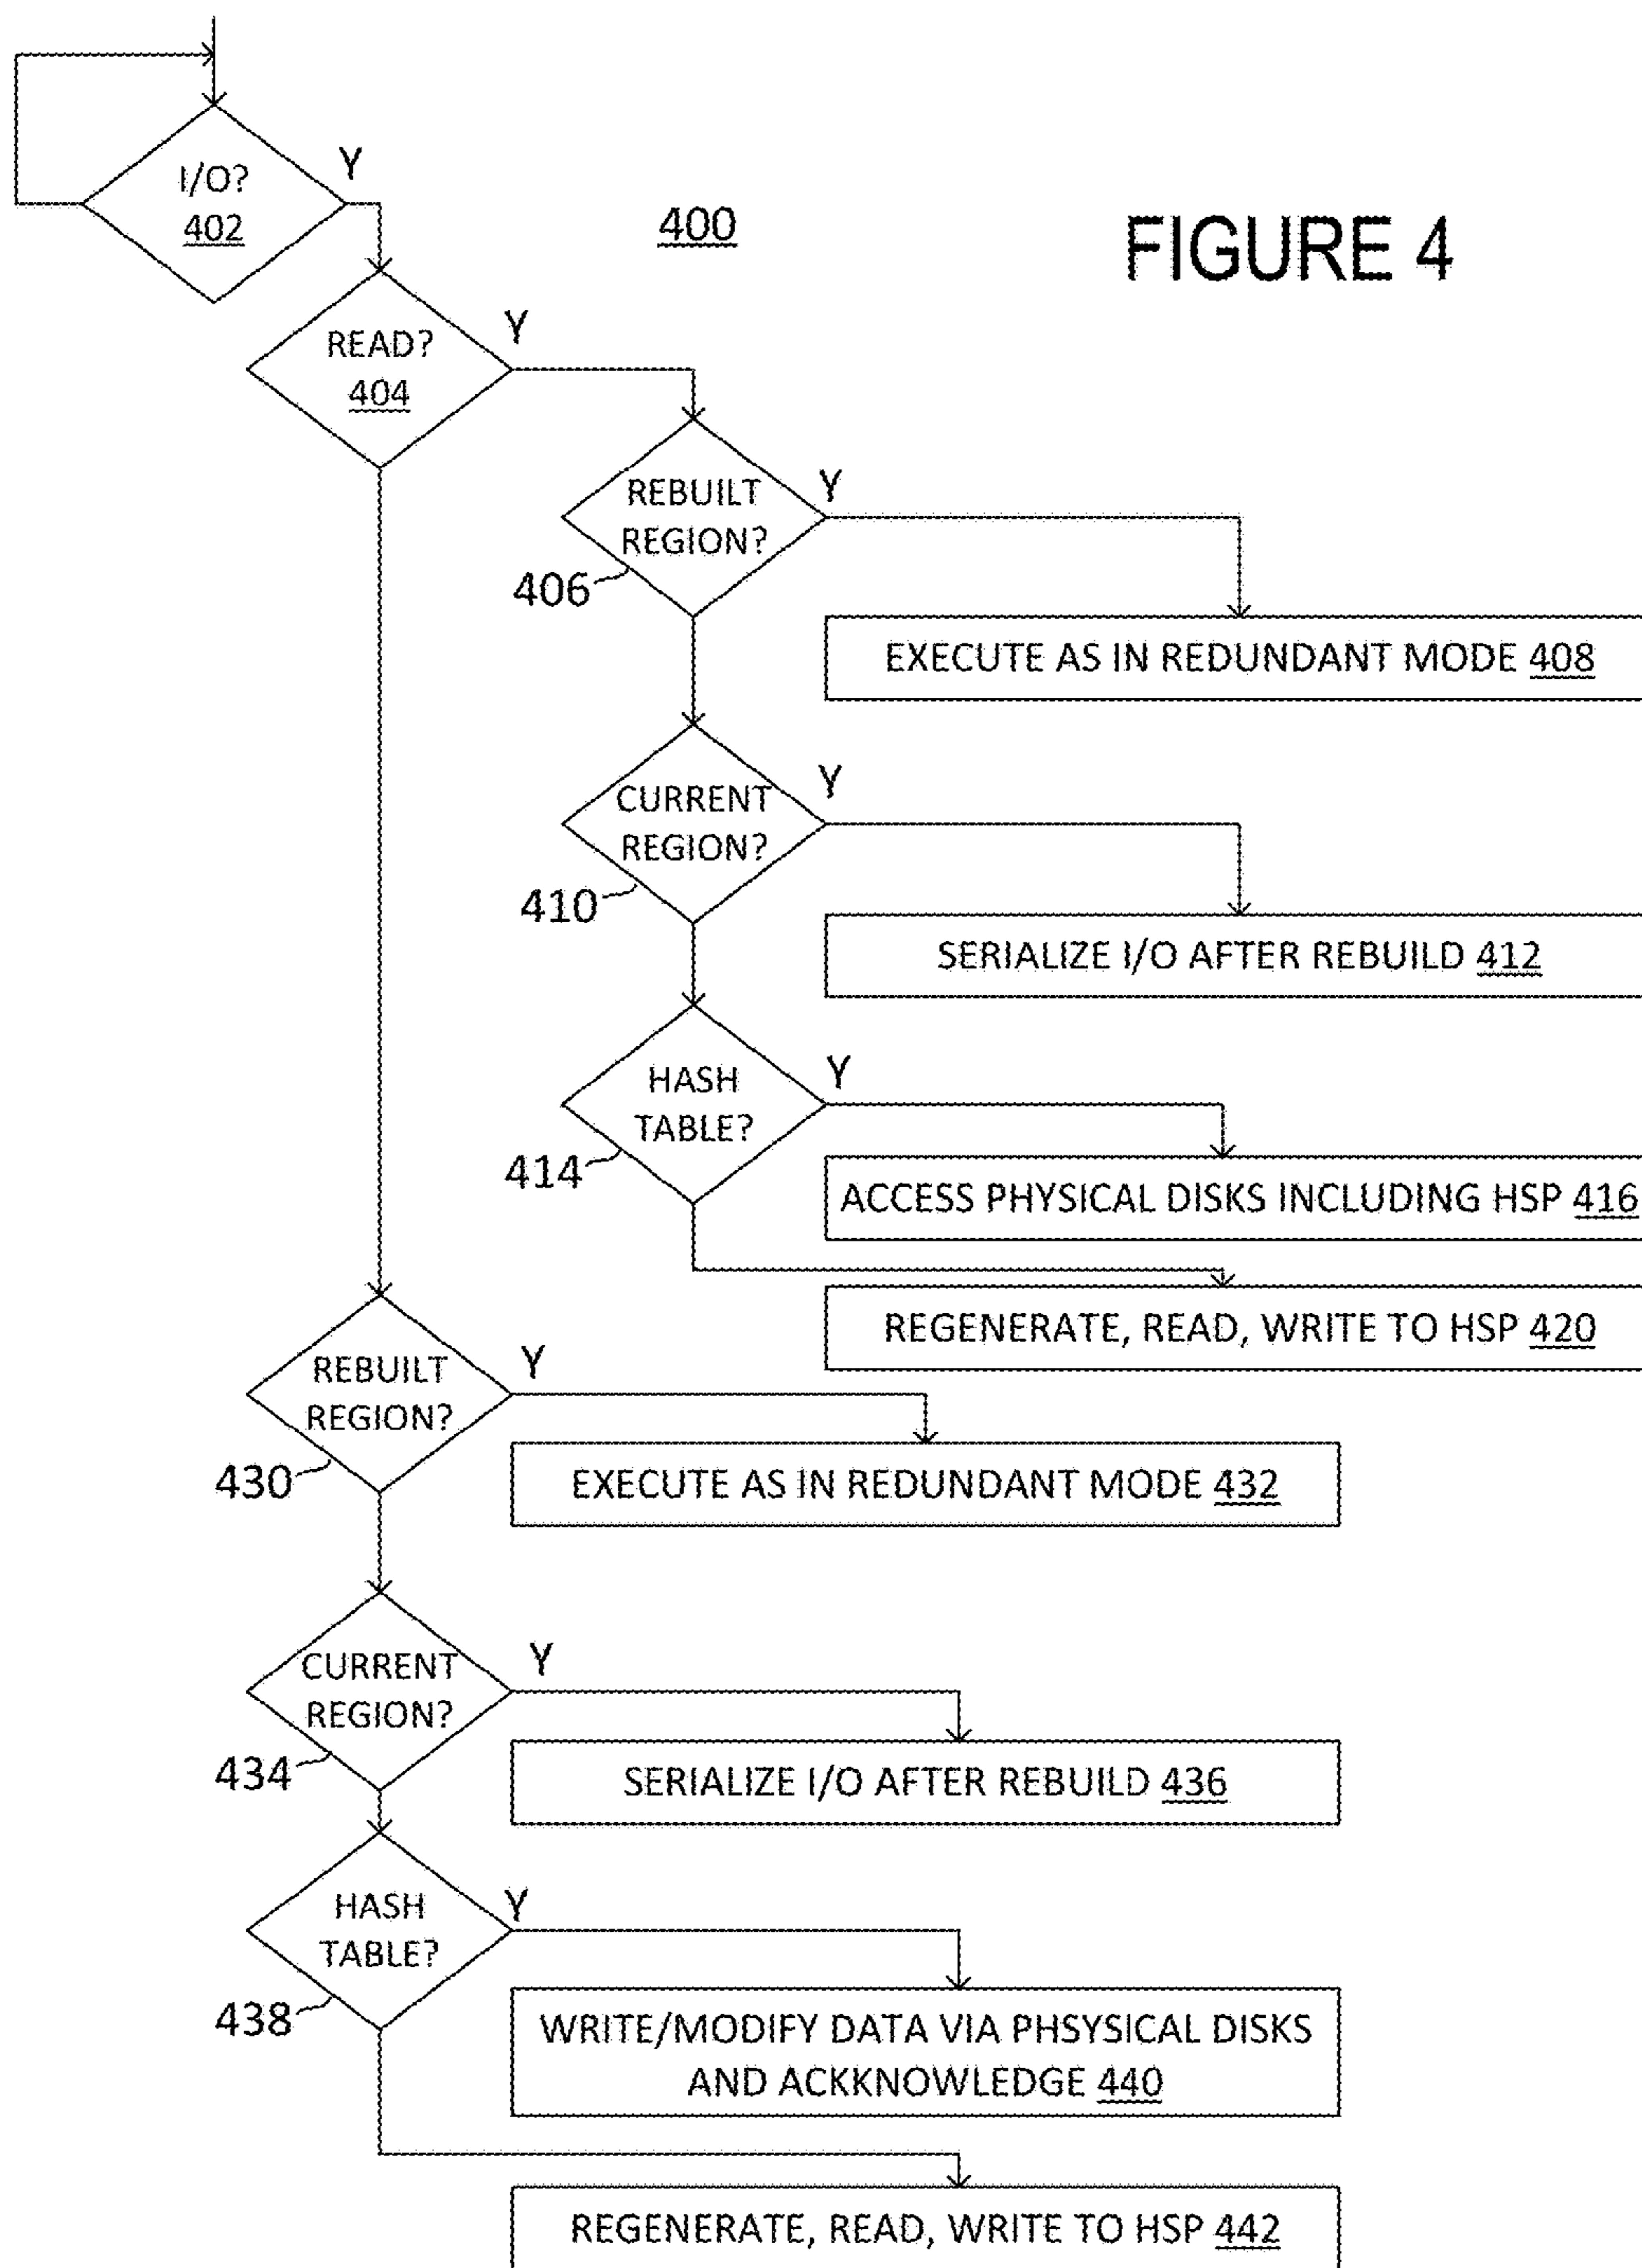 I/O?
402
Y
400
FIGURE 4
READ?
404
Y
REBUILT
REGION?
406
Y
EXECUTE AS IN REDUNDANT MODE 408
CURRENT
REGION?
410
Y
SERIALIZE I/O AFTER REBUILD 412
HASH
TABLE?
414
Y
ACCESS PHYSICAL DISKS INCLUDING HSP 416
REGENERATE, READ, WRITE TO HSP 420
REBUILT
REGION?
430
Y
EXECUTE AS IN REDUNDANT MODE 432
CURRENT
REGION?
434
Y
SERIALIZE I/O AFTER REBUILD 436
HASH
TABLE?
438
Y
WRITE/MODIFY DATA VIA PHSYSICAL DISKS
AND ACKKNOWLEDGE 440
REGENERATE, READ, WRITE TO HSP 442